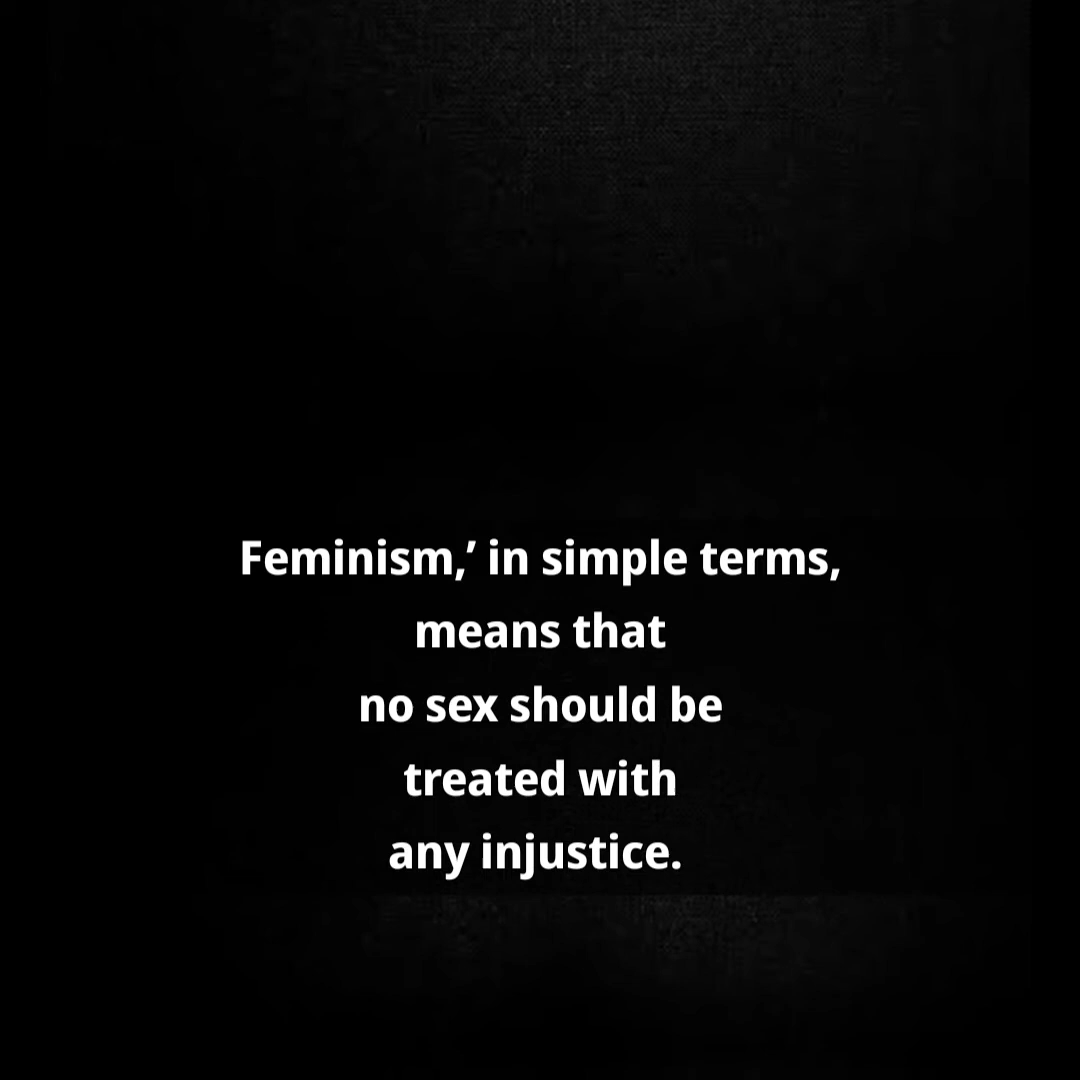 Feminism,’ in simple terms,
means that
no sex should be
treated with
any injustice.